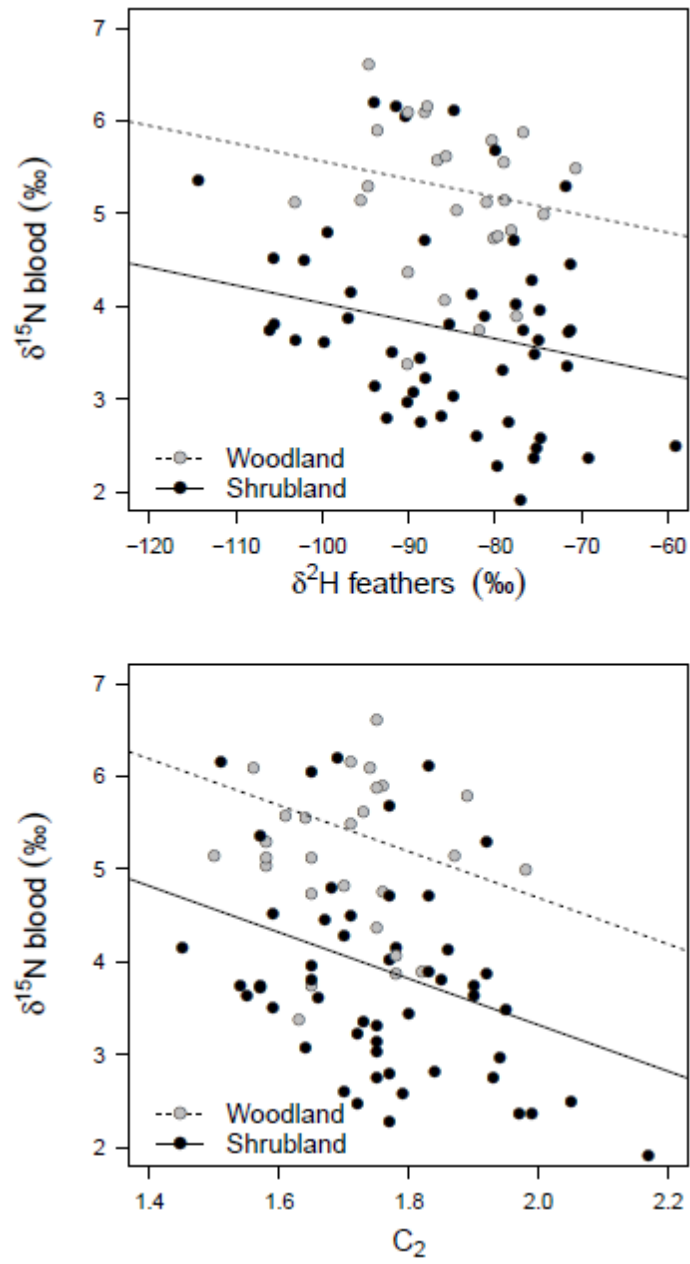 7
6
5
4
3
2
δ¹⁵N blood (‰)
Woodland
Shrubland
−120 −110 −100 −90 −80 −70 −60
δ²H feathers (‰)
7
6
5
4
3
2
δ¹⁵N blood (‰)
Woodland
Shrubland
1.4 1.6 1.8 2.0 2.2
C₂